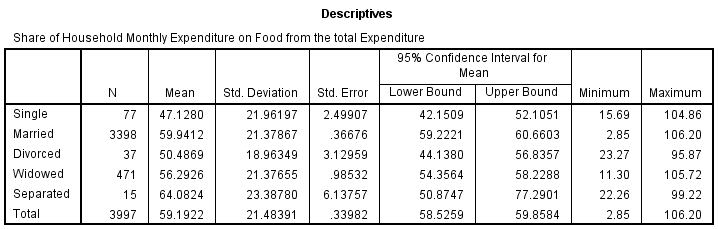 Descriptives
Share of Household Monthly Expenditure on Food from the total Expenditure
95% Confidence Interval for
Mean
N Mean Std. Deviation Std. Error Lower Bound Upper Bound Minimum Maximum
Single 77 47.1280 21.96197 2.49907 42.1509 52.1051 15.69 104.86
Married 3398 59.9412 21.37867 .36676 59.2221 60.6603 2.85 106.20
Divorced 37 50.4869 18.96349 3.12959 44.1380 56.8357 23.27 95.87
Widowed 471 56.2926 21.37655 .98532 54.3564 58.2288 11.30 105.72
Separated 15 64.0824 23.38780 6.13757 50.8747 77.2901 22.26 99.22
Total 3997 59.1922 21.48391 .33982 58.5259 59.8584 2.85 106.20